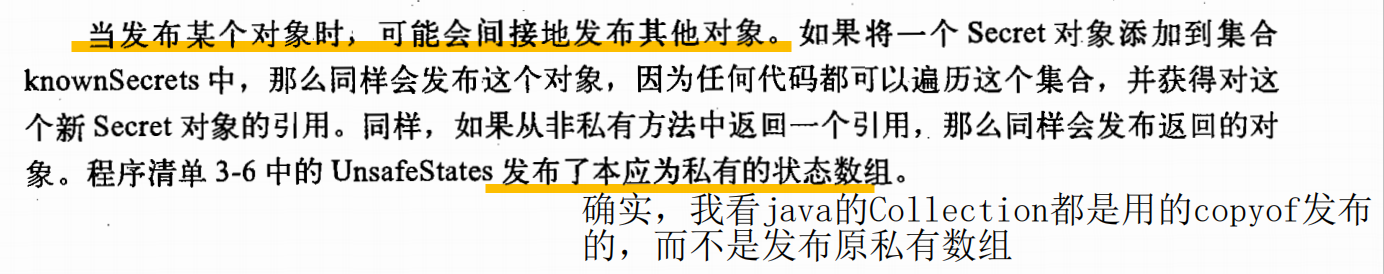 当发布某个对象时，可能会间接地发布其他对象。如果将一个 Secret 对象添加到集合
knownSecrets 中，那么同样会发布这个对象，因为任何代码都可以遍历这个集合，并获得对这
个新 Secret 对象的引用。同样，如果从非私有方法中返回一个引用，那么同样会发布返回的对
象。程序清单 3-6 中的 UnsafeStates 发布了本应为私有的状态数组。
确实，我看java的Collection都是用的copyof发布
的，而不是发布原私有数组